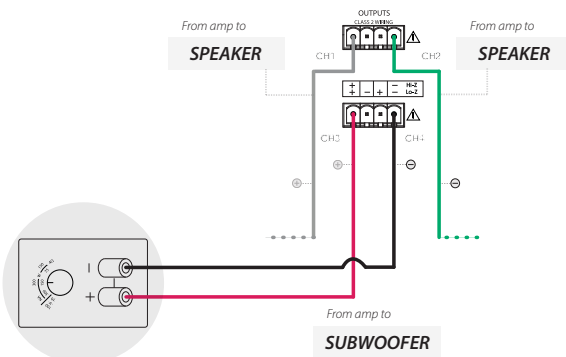 OUTPUTS
CLASS 2 WIRING
From amp to
SPEAKER
From amp to
SPEAKER
CH1
CH2
+ − Hi-Z
+ − + − Lo-Z
CH3
CH4
+
−
+
−
−
+
From amp to
SUBWOOFER